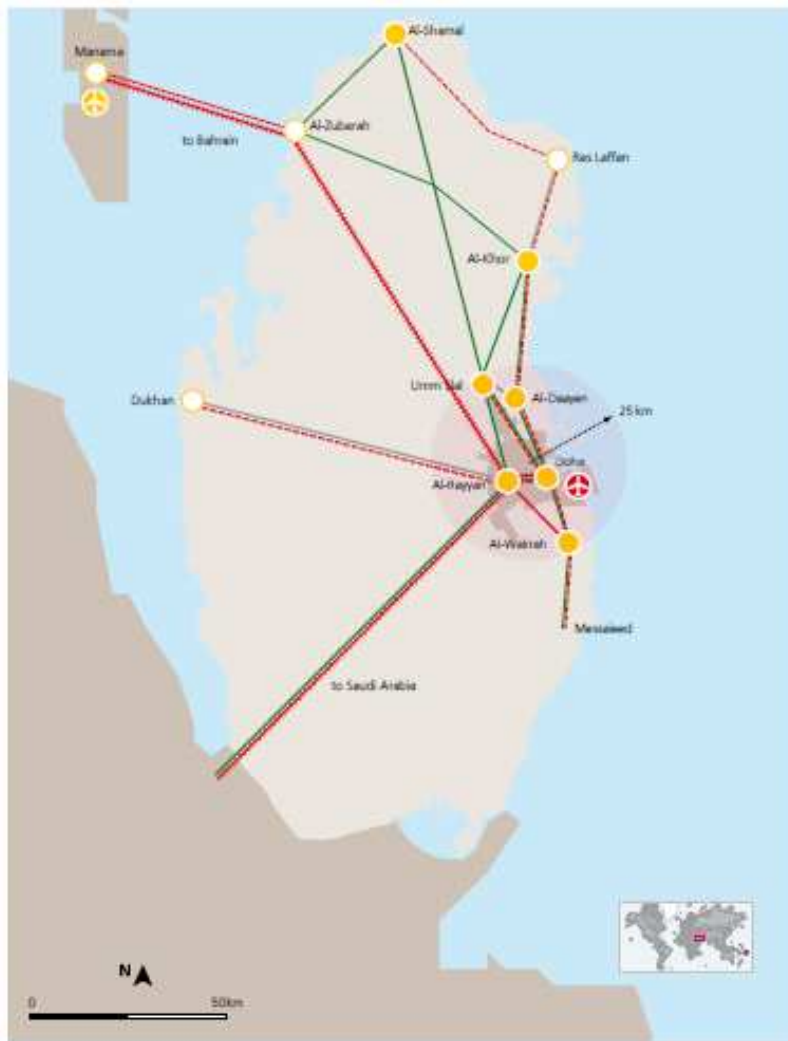 Al-Shamal
Manama
Al-Zubarah
to Bahrain
Ras Laffan
Al-Khor
Umm Slal
Dukhan
Al-Daayen
25 km
Doha
Al-Rayyan
Al-Wakrah
Mesaieed
to Saudi Arabia
N
0 50km